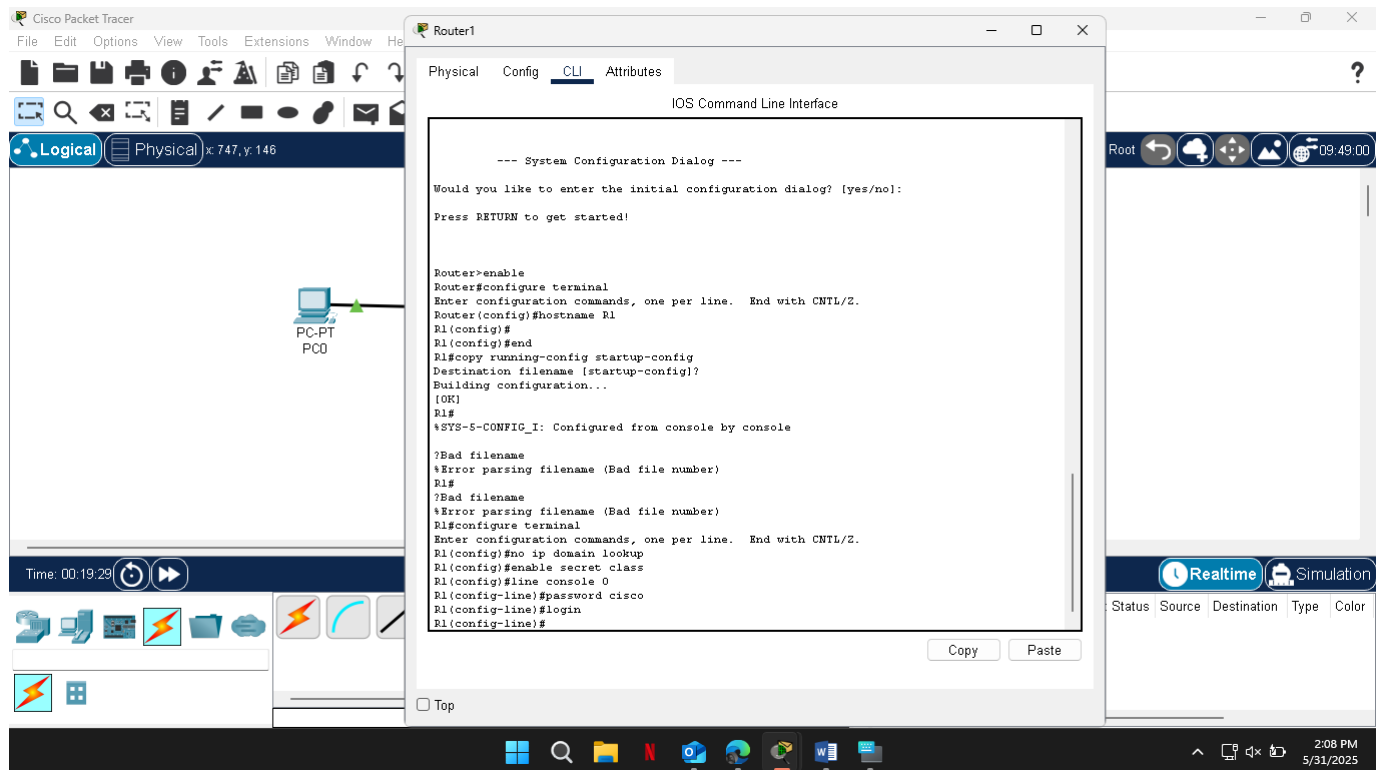 Cisco Packet Tracer
File Edit Options View Tools Extensions Window He
Router1
Physical Config CLI Attributes
IOS Command Line Interface
Logical Physical x: 747, y: 146
Root 09:49:00
--- System Configuration Dialog ---
Would you like to enter the initial configuration dialog? [yes/no]:
Press RETURN to get started!
Router>enable
Router#configure terminal
Enter configuration commands, one per line.  End with CNTL/Z.
Router(config)#hostname R1
R1(config)#
R1(config)#end
R1#copy running-config startup-config
Destination filename [startup-config]?
Building configuration...
[OK]
R1#
%SYS-5-CONFIG_I: Configured from console by console
?Bad filename
%Error parsing filename (Bad file number)
R1#
?Bad filename
%Error parsing filename (Bad file number)
R1#configure terminal
Enter configuration commands, one per line.  End with CNTL/Z.
R1(config)#no ip domain lookup
R1(config)#enable secret class
R1(config)#line console 0
R1(config-line)#password cisco
R1(config-line)#login
R1(config-line)#
PC-PT
PC0
Copy Paste
Top
Time: 00:19:29
Realtime Simulation
Status Source Destination Type Color
2:08 PM
5/31/2025